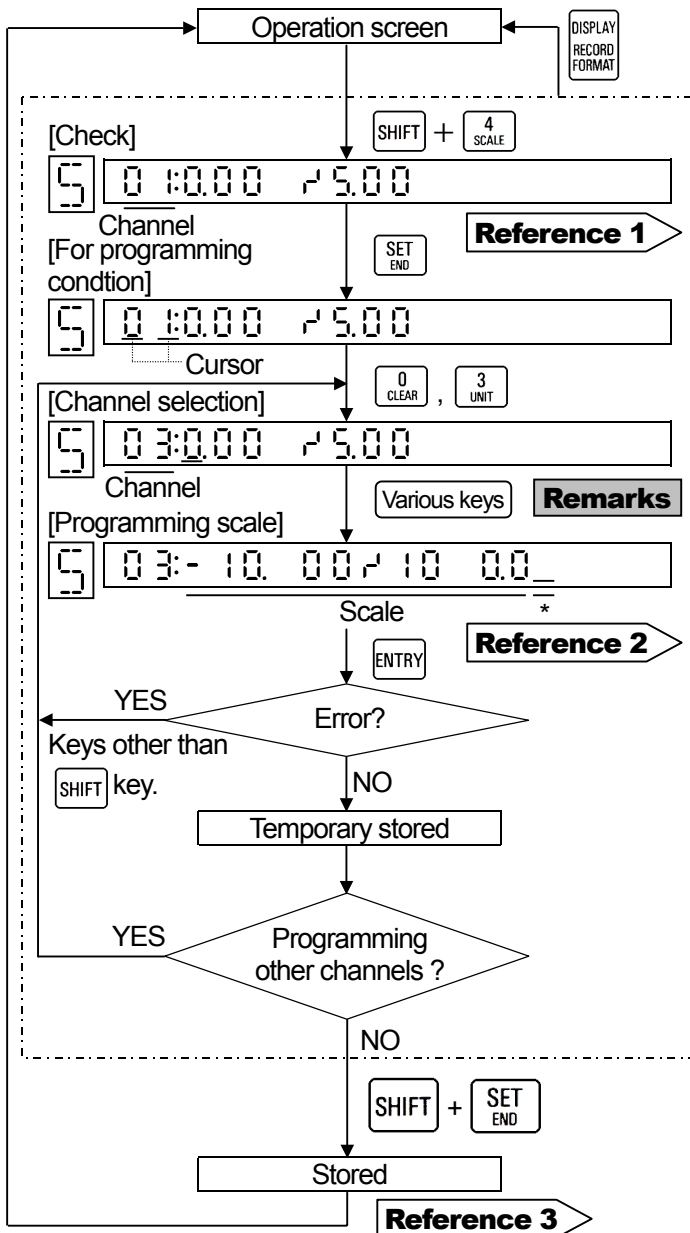 Operation screen
DISPLAY
RECORD
FORMAT
SHIFT + 4
SCALE
[Check]
5 01:0.00 /5.00
Channel
Reference 1
[For programming
condtion]
SET
END
5 01:0.00 /5.00
Cursor
0
CLEAR , 3
UNIT
[Channel selection]
5 03:0.00 /5.00
Channel
Various keys Remarks
[Programming scale]
5 03:-10. 00/10 0.0_
Scale *
Reference 2
ENTRY
YES
Error?
Keys other than
SHIFT key.
NO
Temporary stored
YES
Programming
other channels ?
NO
SHIFT + SET
END
Stored
Reference 3